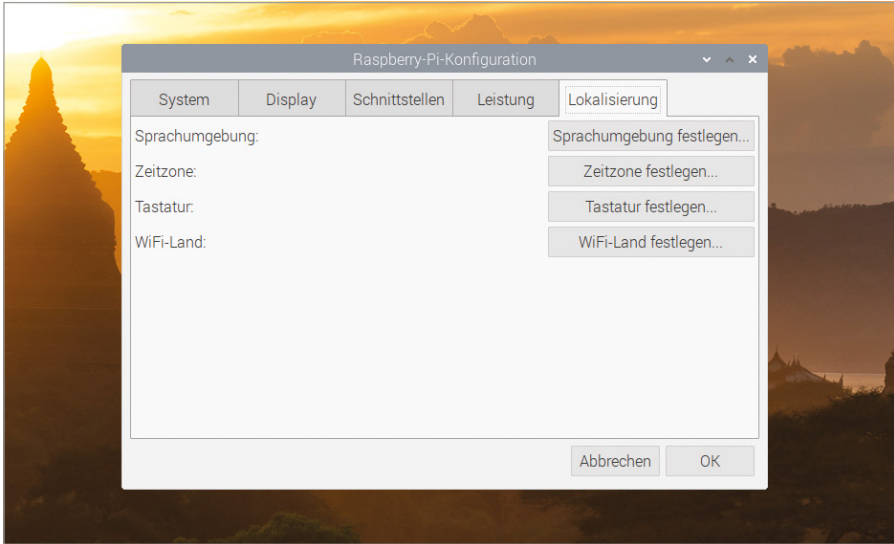 Raspberry-Pi-Konfiguration
System Display Schnittstellen Leistung Lokalisierung
Sprachumgebung: Sprachumgebung festlegen...
Zeitzone: Zeitzone festlegen...
Tastatur: Tastatur festlegen...
WiFi-Land: WiFi-Land festlegen...
Abbrechen OK